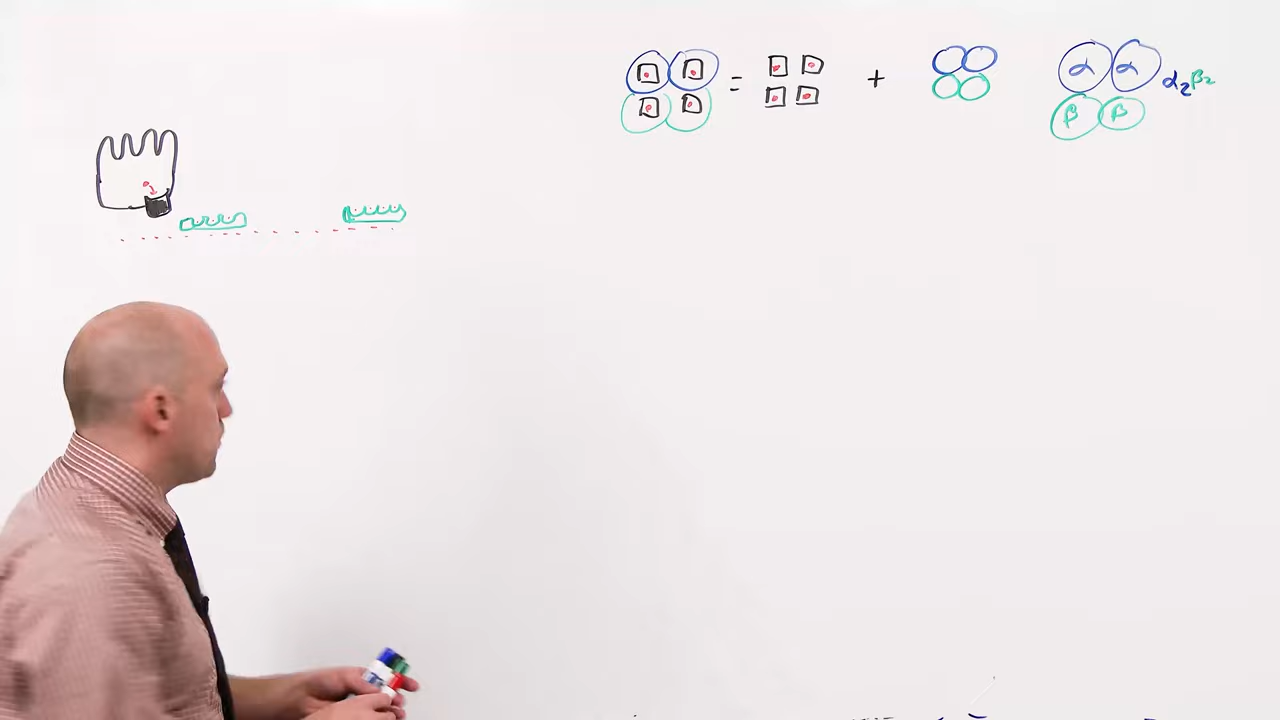 = + α α α₂β₂
β β